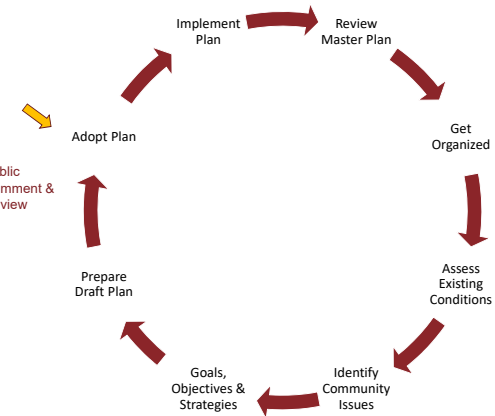 Implement
Plan
Review
Master Plan
Get
Organized
Assess
Existing
Conditions
Identify
Community
Issues
Goals,
Objectives &
Strategies
Prepare
Draft Plan
Adopt Plan
&